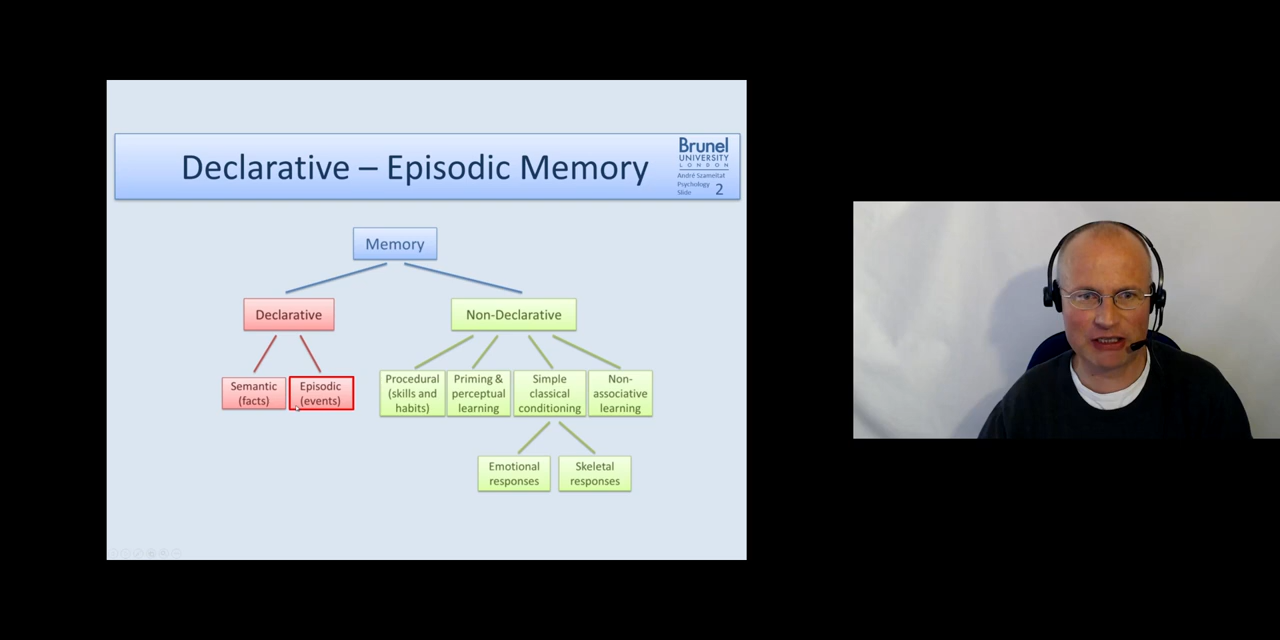 Declarative – Episodic Memory
Brunel
UNIVERSITY
LONDON
André Szameitat
Psychology
Slide 2
Memory
Declarative
Non-Declarative
Semantic
(facts)
Episodic
(events)
Procedural
(skills and
habits)
Priming &
perceptual
learning
Simple
classical
conditioning
Non-
associative
learning
Emotional
responses
Skeletal
responses